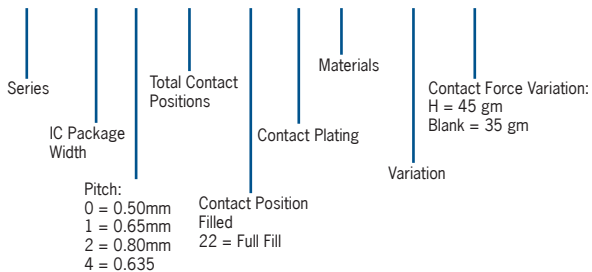 Series
IC Package
Width
Pitch:
0 = 0.50mm
1 = 0.65mm
2 = 0.80mm
4 = 0.635
Total Contact
Positions
Contact Position
Filled
22 = Full Fill
Contact Plating
Materials
Variation
Contact Force Variation:
H = 45 gm
Blank = 35 gm